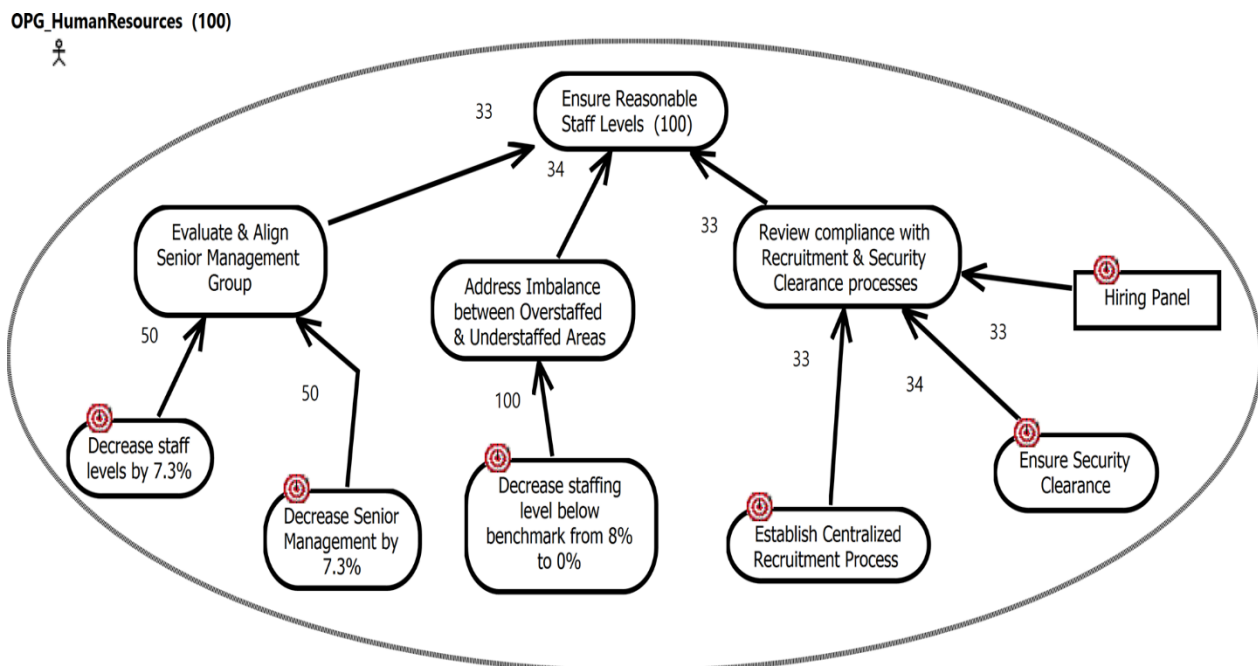 OPG_HumanResources (100)
Ensure Reasonable
Staff Levels (100)
33
34
33
Evaluate & Align
Senior Management
Group
Address Imbalance
between Overstaffed
& Understaffed Areas
Review compliance with
Recruitment & Security
Clearance processes
Hiring Panel
50
50
100
33
34
33
Decrease staff
levels by 7.3%
Decrease Senior
Management by
7.3%
Decrease staffing
level below
benchmark from 8%
to 0%
Establish Centralized
Recruitment Process
Ensure Security
Clearance